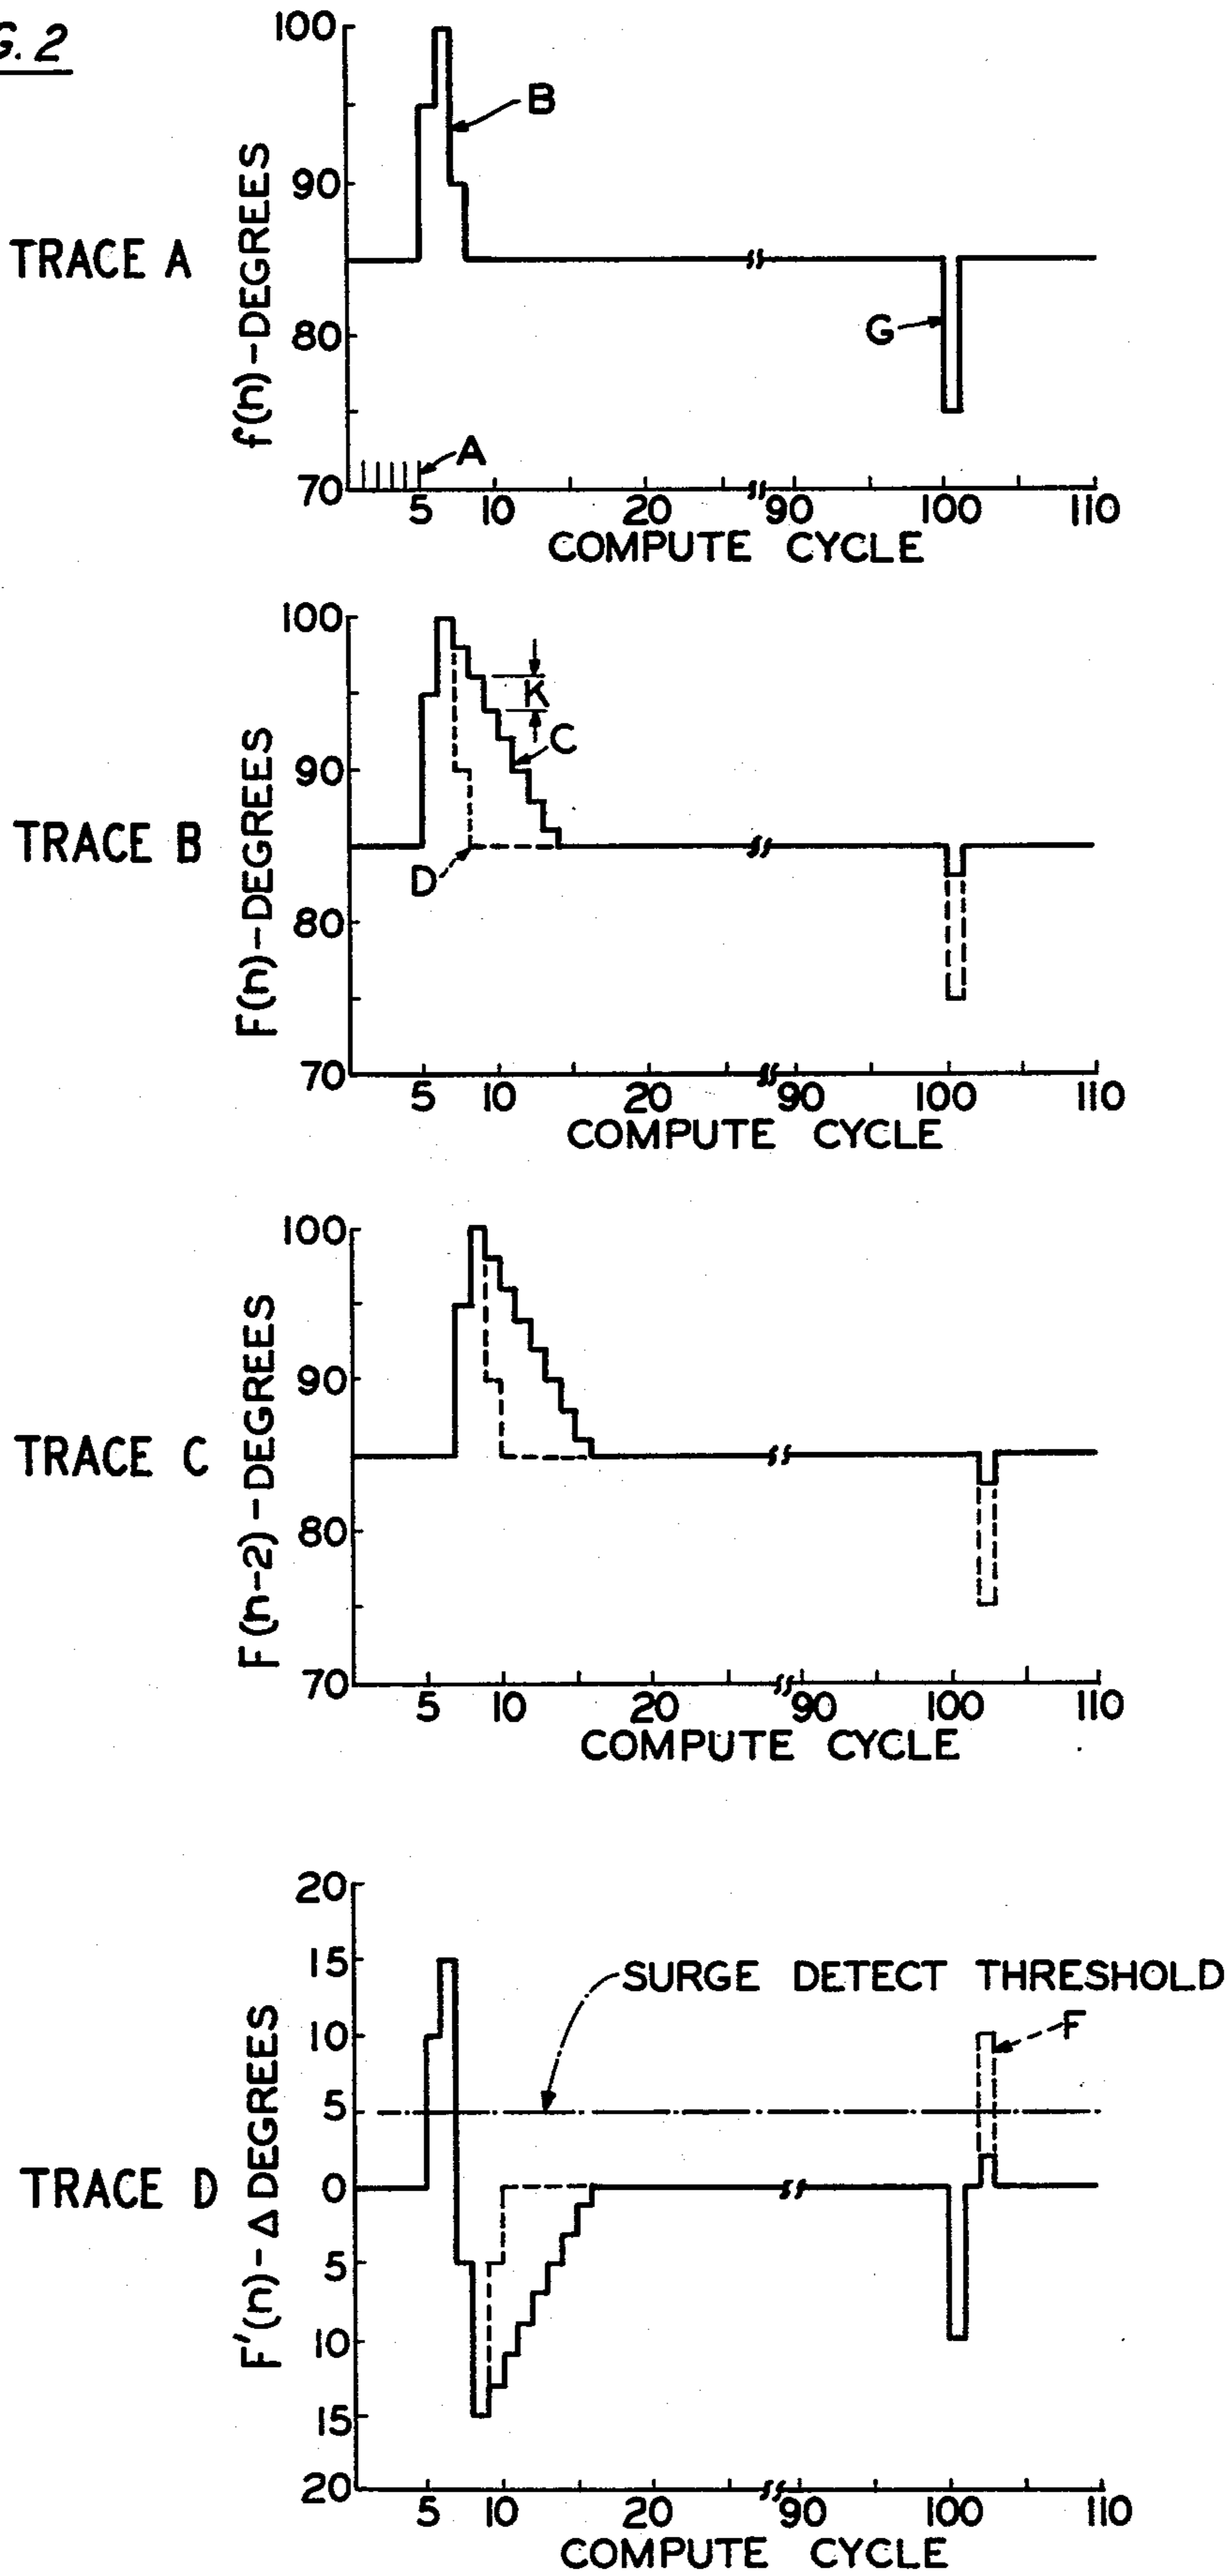 G. 2
TRACE A
f(n)-DEGREES
100
90
80
70
B
G
A
5 10 20 90 100 110
COMPUTE CYCLE
TRACE B
F(n)-DEGREES
100
90
80
70
K
C
D
5 10 20 90 100 110
COMPUTE CYCLE
TRACE C
F(n-2)-DEGREES
100
90
80
70
5 10 20 90 100 110
COMPUTE CYCLE
TRACE D
F'(n)-Δ DEGREES
20
15
10
5
0
5
10
15
20
SURGE DETECT THRESHOLD
F
5 10 20 90 100 110
COMPUTE CYCLE